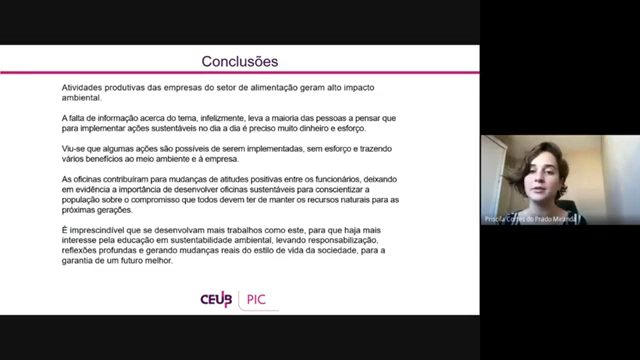 Conclusões
Atividades produtivas das empresas do setor de alimentação geram alto impacto
ambiental.
A falta de informação acerca do tema, infelizmente, leva a maioria das pessoas a pensar que
para implementar ações sustentáveis no dia a dia é preciso muito dinheiro e esforço.
Viu-se que algumas ações são possíveis de serem implementadas, sem esforço e trazendo
vários benefícios ao meio ambiente e á empresa.
As oficinas contribuíram para mudanças de atitudes positivas entre os funcionários, deixando
em evidência a importância de desenvolver oficinas sustentáveis para conscientizar a
população sobre o compromisso que todos devem ter de manter os recursos naturais para as
próximas gerações.
É imprescindível que se desenvolvam mais trabalhos como este, para que haja mais
interesse pela educação em sustentabilidade ambiental, levando responsabilização,
reflexões profundas e gerando mudanças reais do estilo de vida da sociedade, para a
garantia de um futuro melhor.
CEUB PIC
Priscila Cortes do Prado Miranda